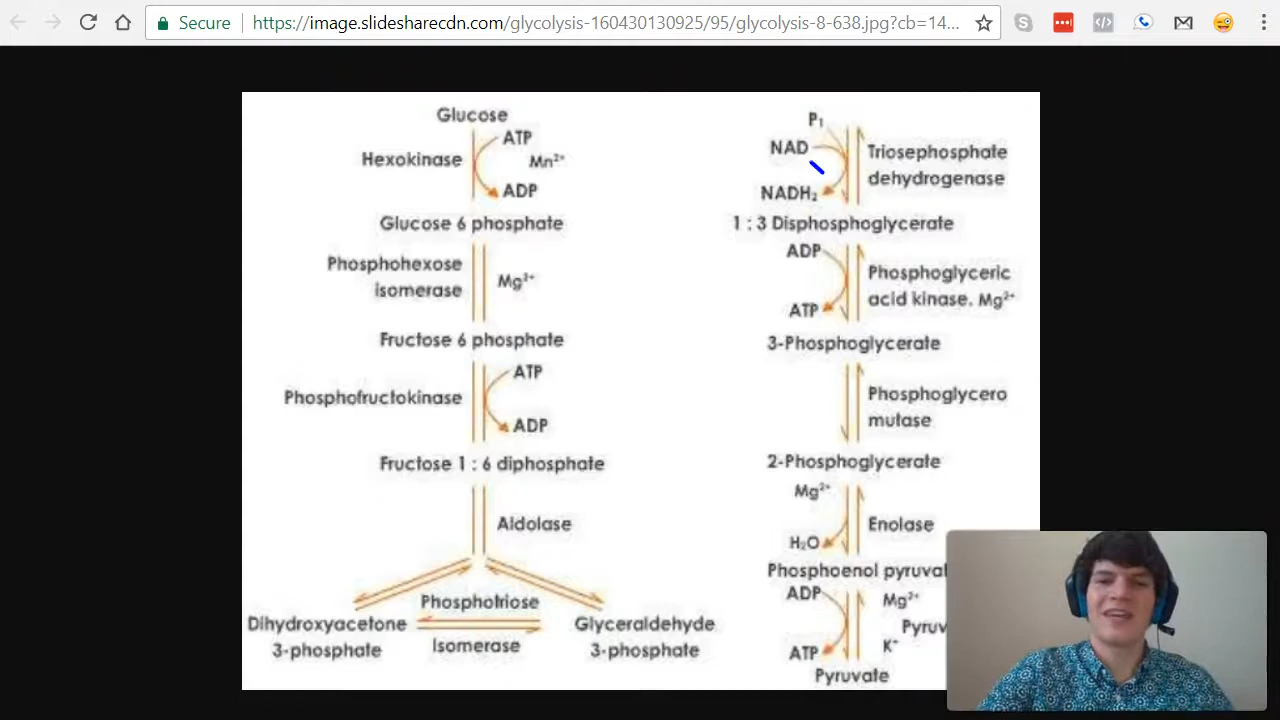 Secure
https://image.slidesharecdn.com/glycolysis-160430130925/95/glycolysis-8-638.jpg?cb=14...
Glucose
ATP
Hexokinase
Mn²⁺
ADP
Glucose 6 phosphate
Phosphohexose
isomerase
Mg²⁺
Fructose 6 phosphate
ATP
Phosphofructokinase
ADP
Fructose 1 : 6 diphosphate
Aldolase
Phosphotriose
Isomerase
Dihydroxyacetone
3-phosphate
Glyceraldehyde
3-phosphate
P₁
NAD
Triosephosphate
dehydrogenase
NADH₂
1 : 3 Disphosphoglycerate
ADP
Phosphoglyceric
acid kinase. Mg²⁺
ATP
3-Phosphoglycerate
Phosphoglycero
mutase
2-Phosphoglycerate
Mg²⁺
Enolase
H₂O
Phosphoenol pyruvat
ADP
Mg²⁺
Pyruv
K⁺
ATP
Pyruvate